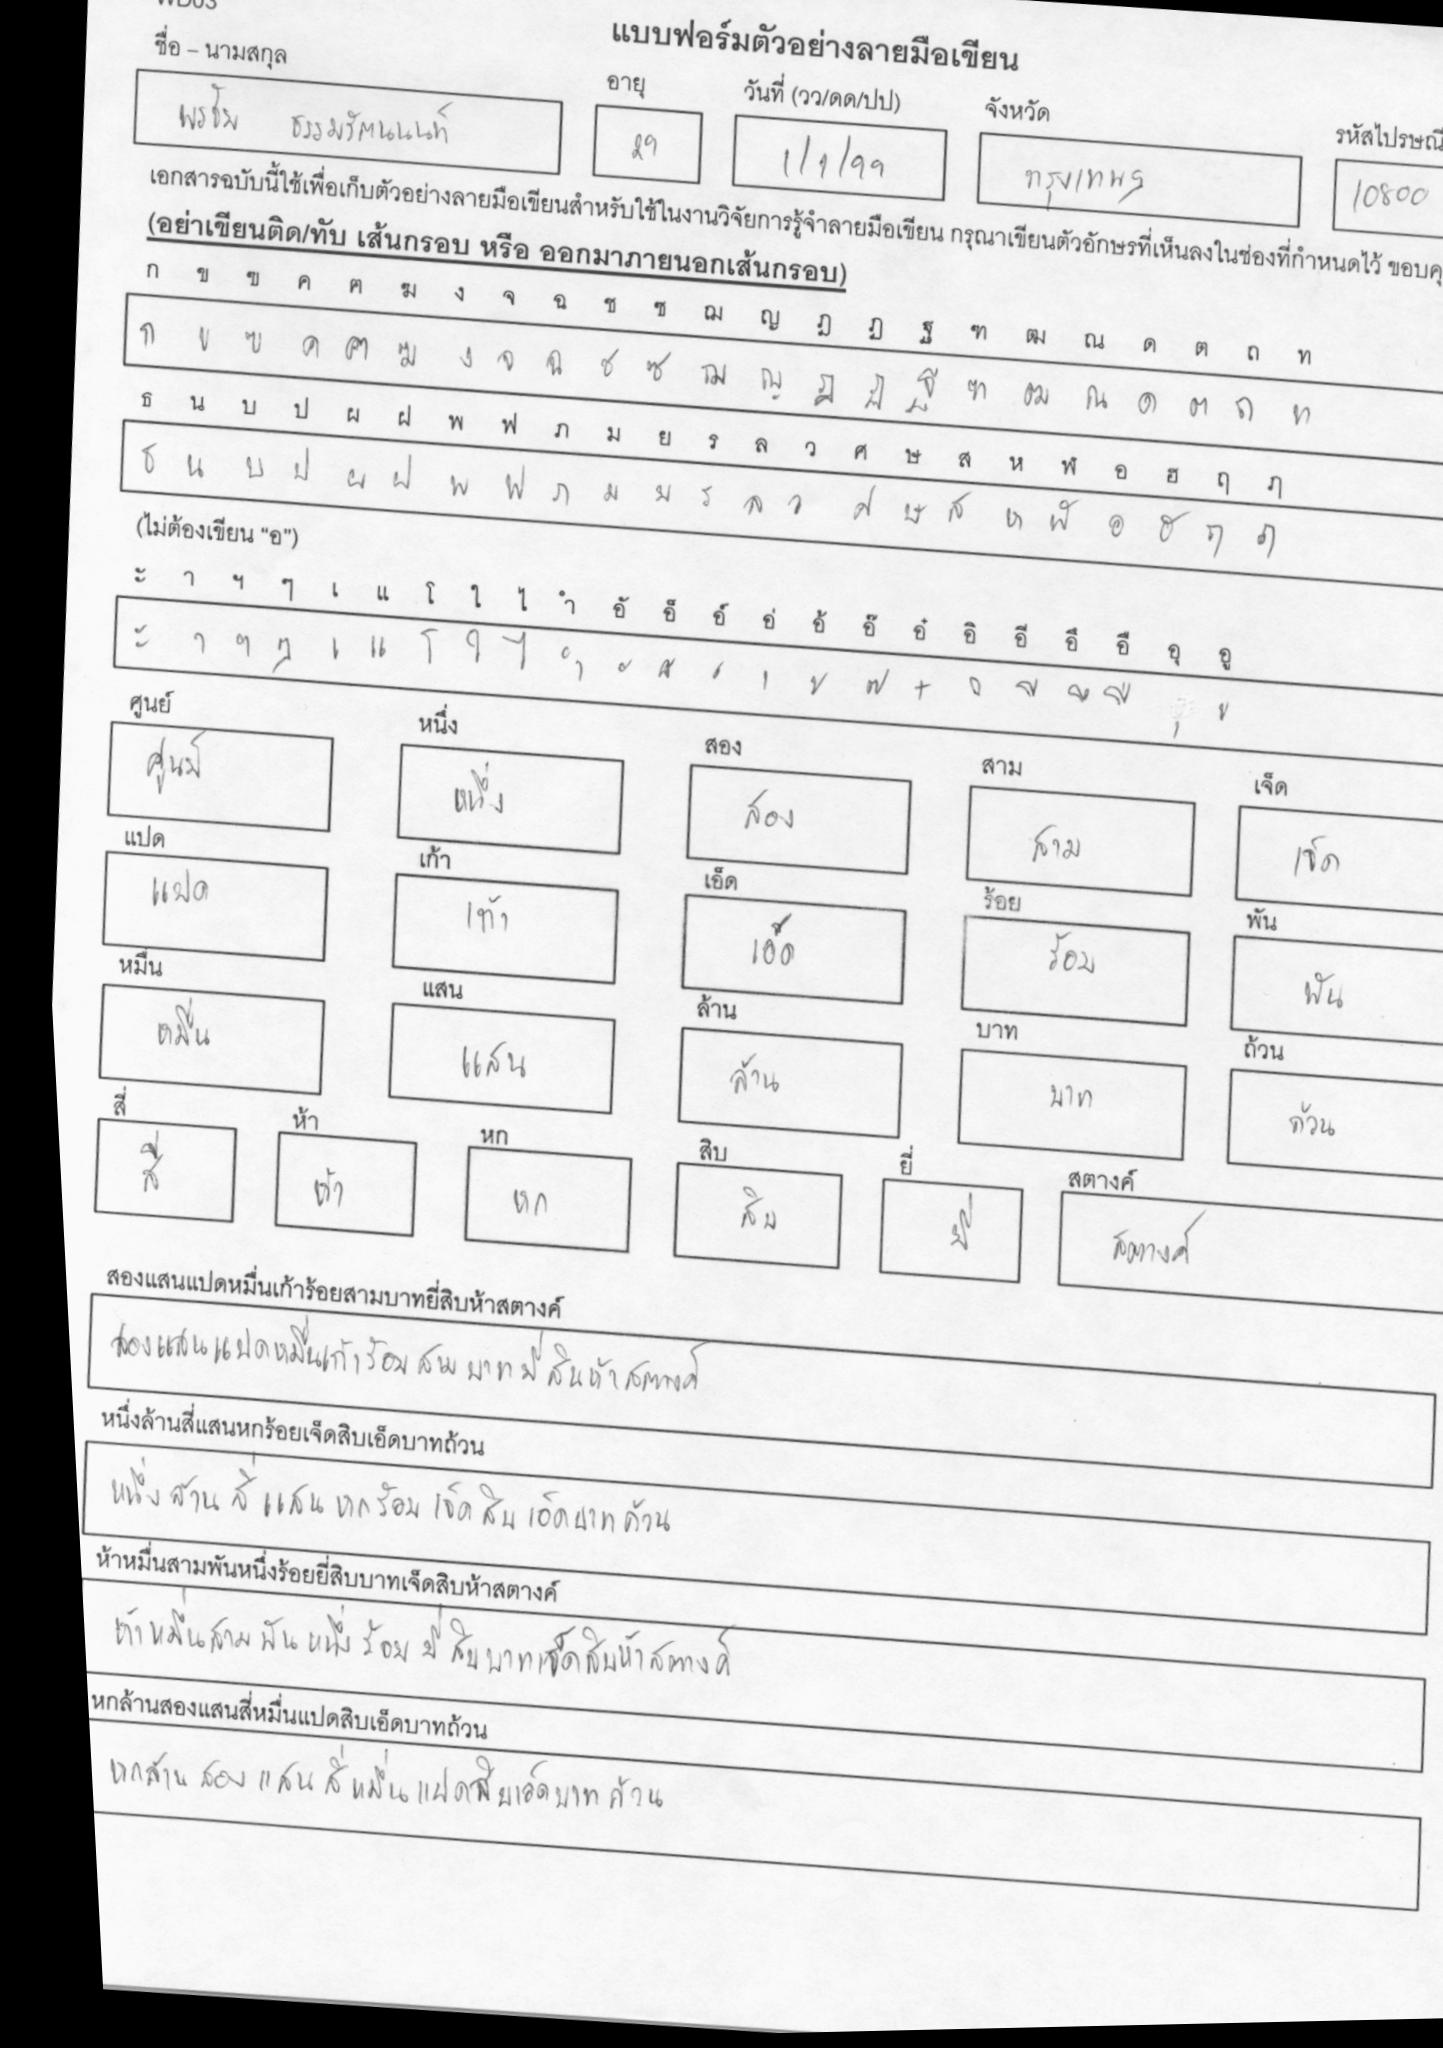 WD03
แบบฟอร์มตัวอย่างลายมือเขียน
ชื่อ – นามสกุล อายุ วันที่ (วว/ดด/ปป) จังหวัด รหัสไปรษณี
พรชัย ธรรมรัตนนนท์ 29 1/1/99 กรุงเทพฯ 10800
เอกสารฉบับนี้ใช้เพื่อเก็บตัวอย่างลายมือเขียนสำหรับใช้ในงานวิจัยการรู้จำลายมือเขียน กรุณาเขียนตัวอักษรที่เห็นลงในช่องที่กำหนดไว้ ขอบคุ
(อย่าเขียนติด/ทับ เส้นกรอบ หรือ ออกมาภายนอกเส้นกรอบ)
ก ข ฃ ค ฅ ฆ ง จ ฉ ช ซ ฌ ญ ฎ ฏ ฐ ฑ ฒ ณ ด ต ถ ท
ก ข ฃ ค ฅ ฆ ง จ ฉ ช ซ ฌ ญ ฎ ฏ ฐ ฑ ฒ ณ ด ต ถ ท
ธ น บ ป ผ ฝ พ ฟ ภ ม ย ร ล ว ศ ษ ส ห ฬ อ ฮ ฤ ฦ
ธ น บ ป ผ ฝ พ ฟ ภ ม ย ร ล ว ศ ษ ส ห ฬ อ ฮ ฤ ฦ
(ไม่ต้องเขียน “อ”)
ะ า ฯ ๆ เ แ โ ใ ไ ำ อั อ็ อ์ อ่ อ้ อ๊ อ๋ อิ อี อึ อื อุ อู
ะ า ฯ ๆ เ แ โ ใ ไ ำ ั ็ ์ ่ ้ ๊ ๋ ิ ี ึ ื ุ ู
ศูนย์ หนึ่ง สอง สาม เจ็ด
ศูนย์ หนึ่ง สอง สาม เจ็ด
แปด เก้า เอ็ด ร้อย พัน
แปด เก้า เอ็ด ร้อย พัน
หมื่น แสน ล้าน บาท ถ้วน
หมื่น แสน ล้าน บาท ถ้วน
สี่ ห้า หก สิบ ยี่ สตางค์
สี่ ห้า หก สิบ ยี่ สตางค์
สองแสนแปดหมื่นเก้าร้อยสามบาทยี่สิบห้าสตางค์
สองแสนแปดหมื่นเก้าร้อย สาม บาท ยี่ สิบห้า สตางค์
หนึ่งล้านสี่แสนหกร้อยเจ็ดสิบเอ็ดบาทถ้วน
หนึ่ง ล้าน สี่ แสน หกร้อย เจ็ด สิบ เอ็ดบาท ถ้วน
ห้าหมื่นสามพันหนึ่งร้อยยี่สิบบาทเจ็ดสิบห้าสตางค์
ห้า หมื่นสาม พัน หนึ่ง ร้อย ยี่ สิบ บาทเจ็ดสิบห้า สตางค์
หกล้านสองแสนสี่หมื่นแปดสิบเอ็ดบาทถ้วน
หกล้าน สอง แสน สี่ หมื่น แปดสิบเอ็ดบาท ถ้วน